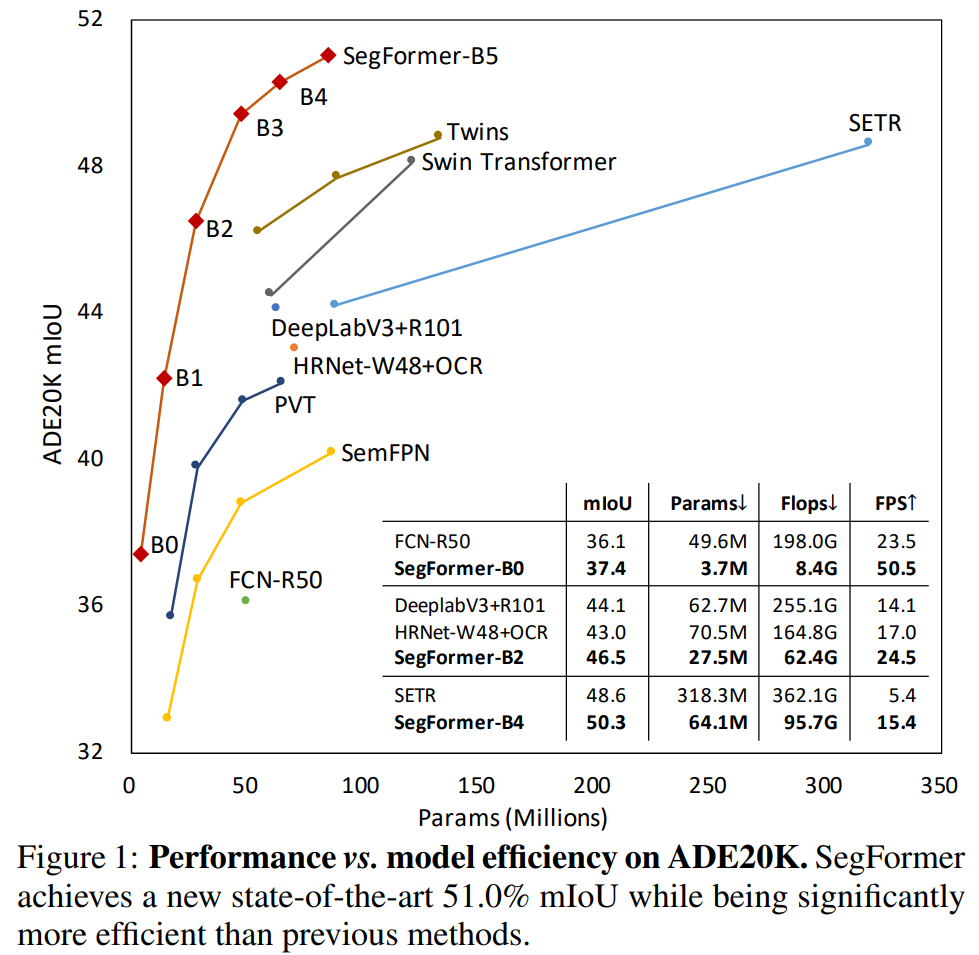 52
48
44
40
36
32
ADE20K mIoU
SegFormer-B5
B4
B3
B2
B1
B0
Twins
Swin Transformer
SETR
DeepLabV3+R101
HRNet-W48+OCR
PVT
SemFPN
FCN-R50
mIoU Params↓ Flops↓ FPS↑
FCN-R50 36.1 49.6M 198.0G 23.5
SegFormer-B0 37.4 3.7M 8.4G 50.5
DeeplabV3+R101 44.1 62.7M 255.1G 14.1
HRNet-W48+OCR 43.0 70.5M 164.8G 17.0
SegFormer-B2 46.5 27.5M 62.4G 24.5
SETR 48.6 318.3M 362.1G 5.4
SegFormer-B4 50.3 64.1M 95.7G 15.4
0 50 100 150 200 250 300 350
Params (Millions)
Figure 1: Performance vs. model efficiency on ADE20K. SegFormer
achieves a new state-of-the-art 51.0% mIoU while being significantly
more efficient than previous methods.